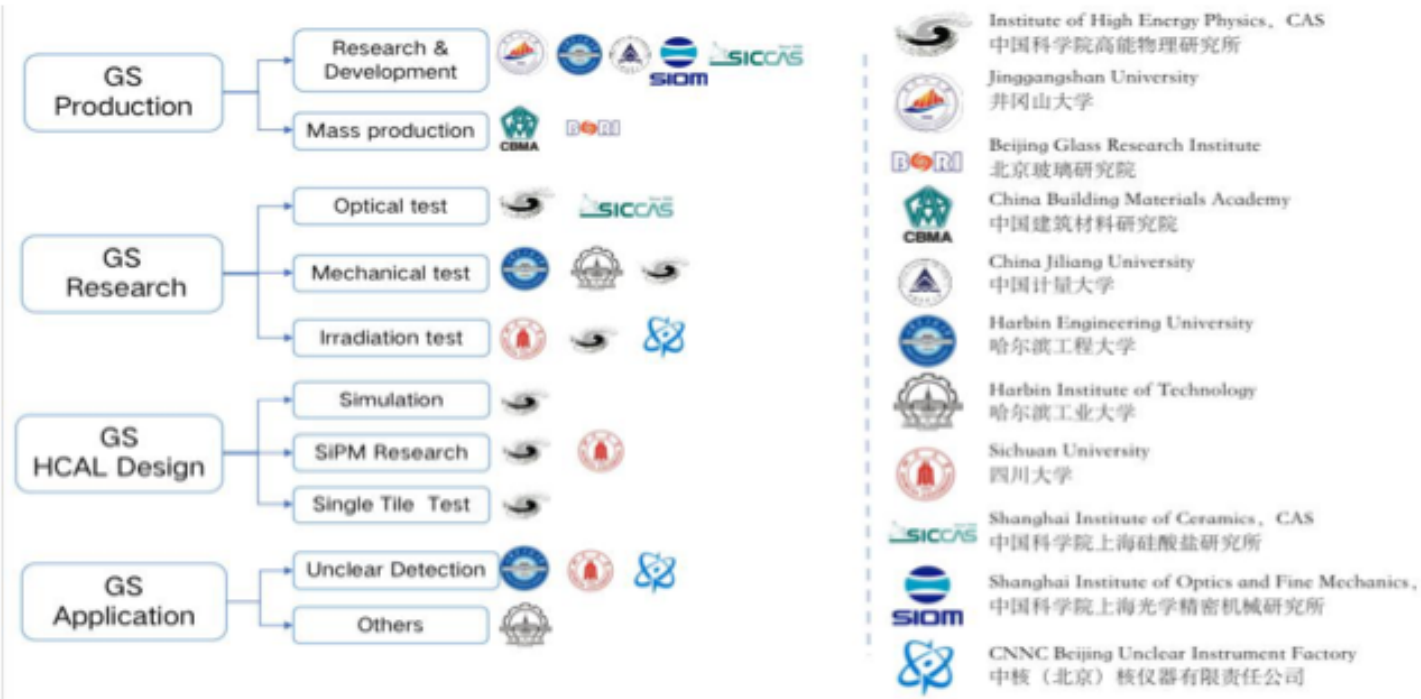 GS
Production
Research &
Development
SIOM
SICCAS
Mass production
CBMA
BGRI
GS
Research
Optical test
SICCAS
Mechanical test
Irradiation test
GS
HCAL Design
Simulation
SiPM Research
Single Tile Test
GS
Application
Unclear Detection
Others
Institute of High Energy Physics, CAS
中国科学院高能物理研究所
Jinggangshan University
井冈山大学
BGRI
Beijing Glass Research Institute
北京玻璃研究院
CBMA
China Building Materials Academy
中国建筑材料研究院
China Jiliang University
中国计量大学
Harbin Engineering University
哈尔滨工程大学
Harbin Institute of Technology
哈尔滨工业大学
Sichuan University
四川大学
SICCAS
Shanghai Institute of Ceramics, CAS
中国科学院上海硅酸盐研究所
SIOM
Shanghai Institute of Optics and Fine Mechanics,
中国科学院上海光学精密机械研究所
CNNC Beijing Unclear Instrument Factory
中核（北京）核仪器有限责任公司